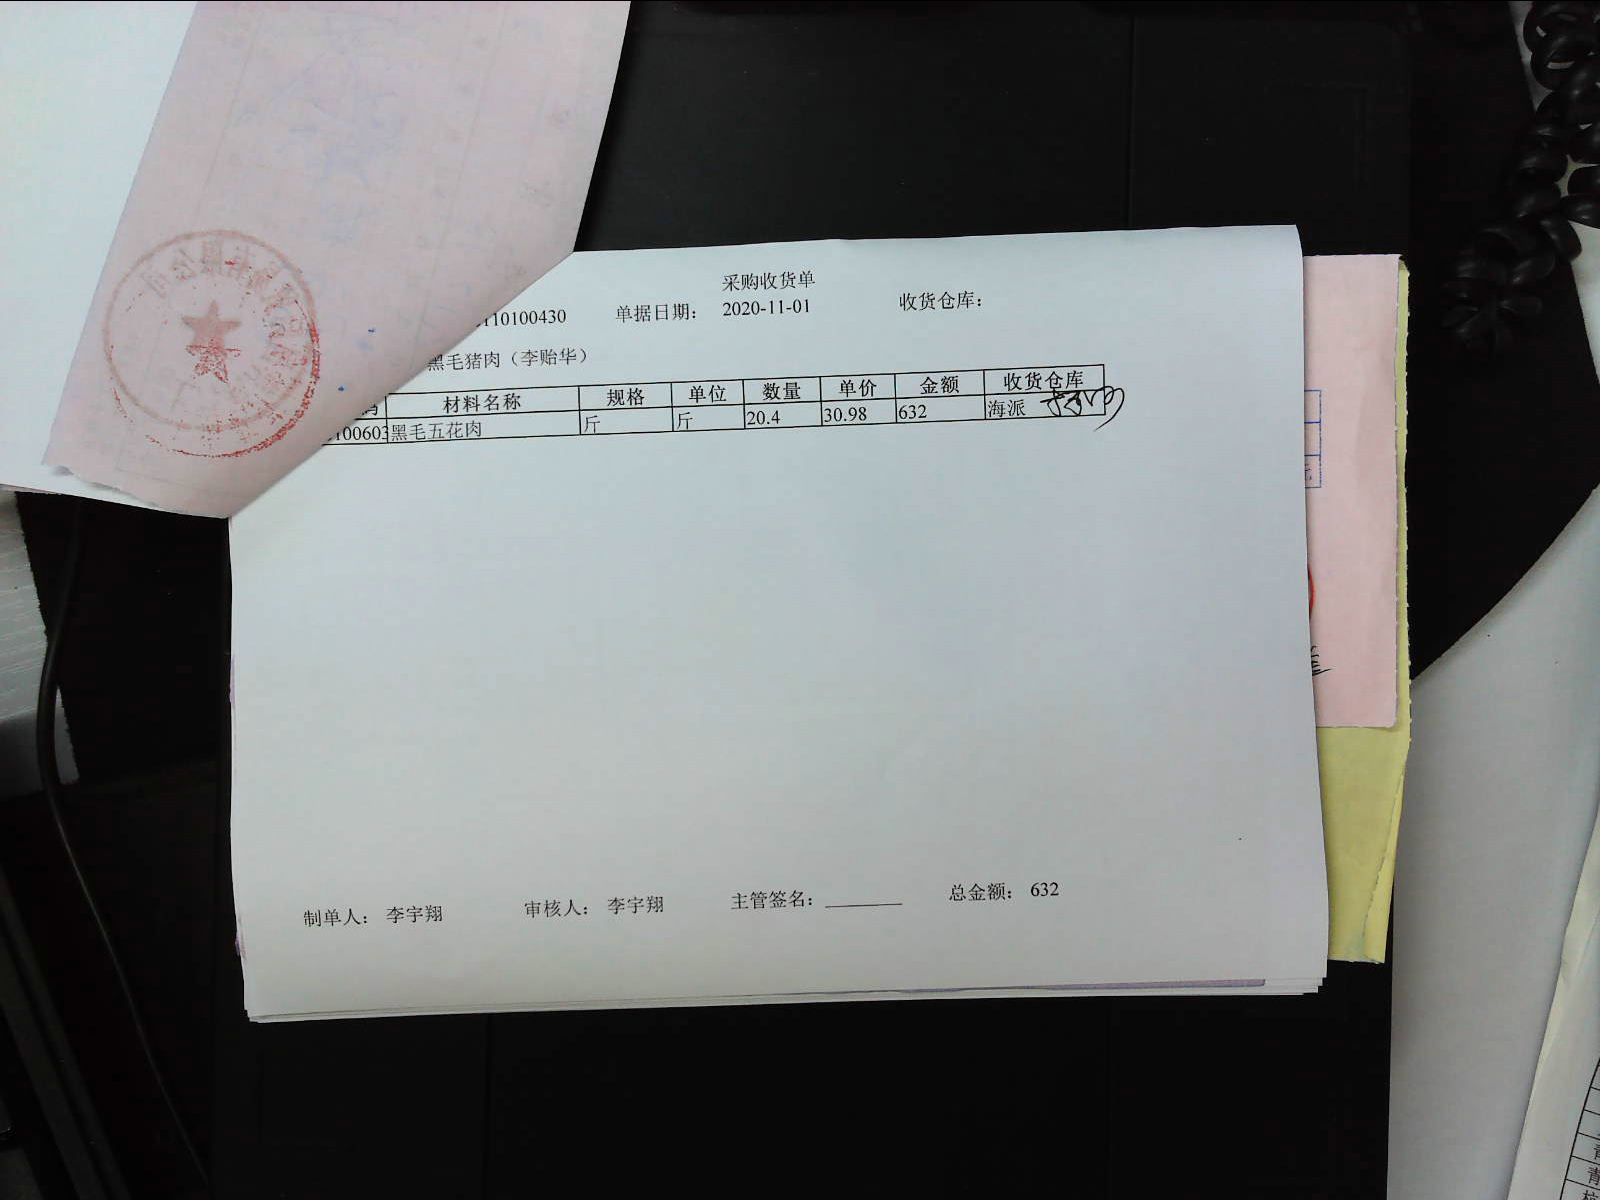 采购收货单
110100430 单据日期： 2020-11-01 收货仓库：
黑毛猪肉（李贻华）
码 材料名称 规格 单位 数量 单价 金额 收货仓库
100603 黑毛五花肉 斤 斤 20.4 30.98 632 海派
元
制单人： 李宇翔 审核人： 李宇翔 主管签名： 总金额： 632